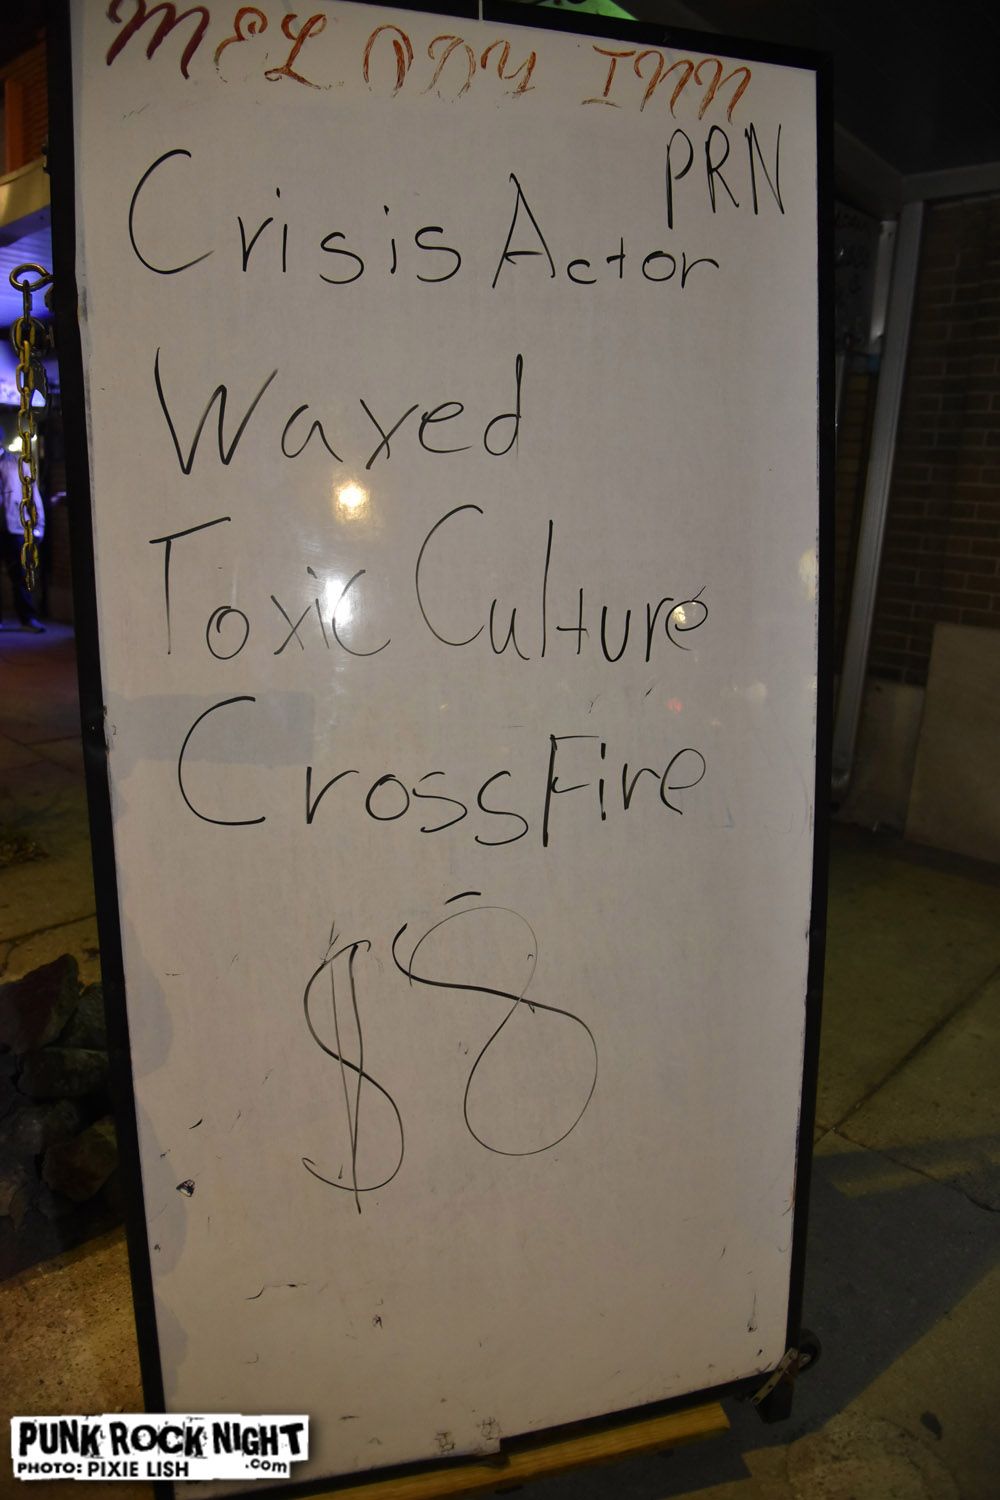 MELODY INN
PRN
Crisis Actor
Waxed
Toxic Culture
CrossFire
$8
PUNK ROCK NIGHT
.com
PHOTO: PIXIE LISH